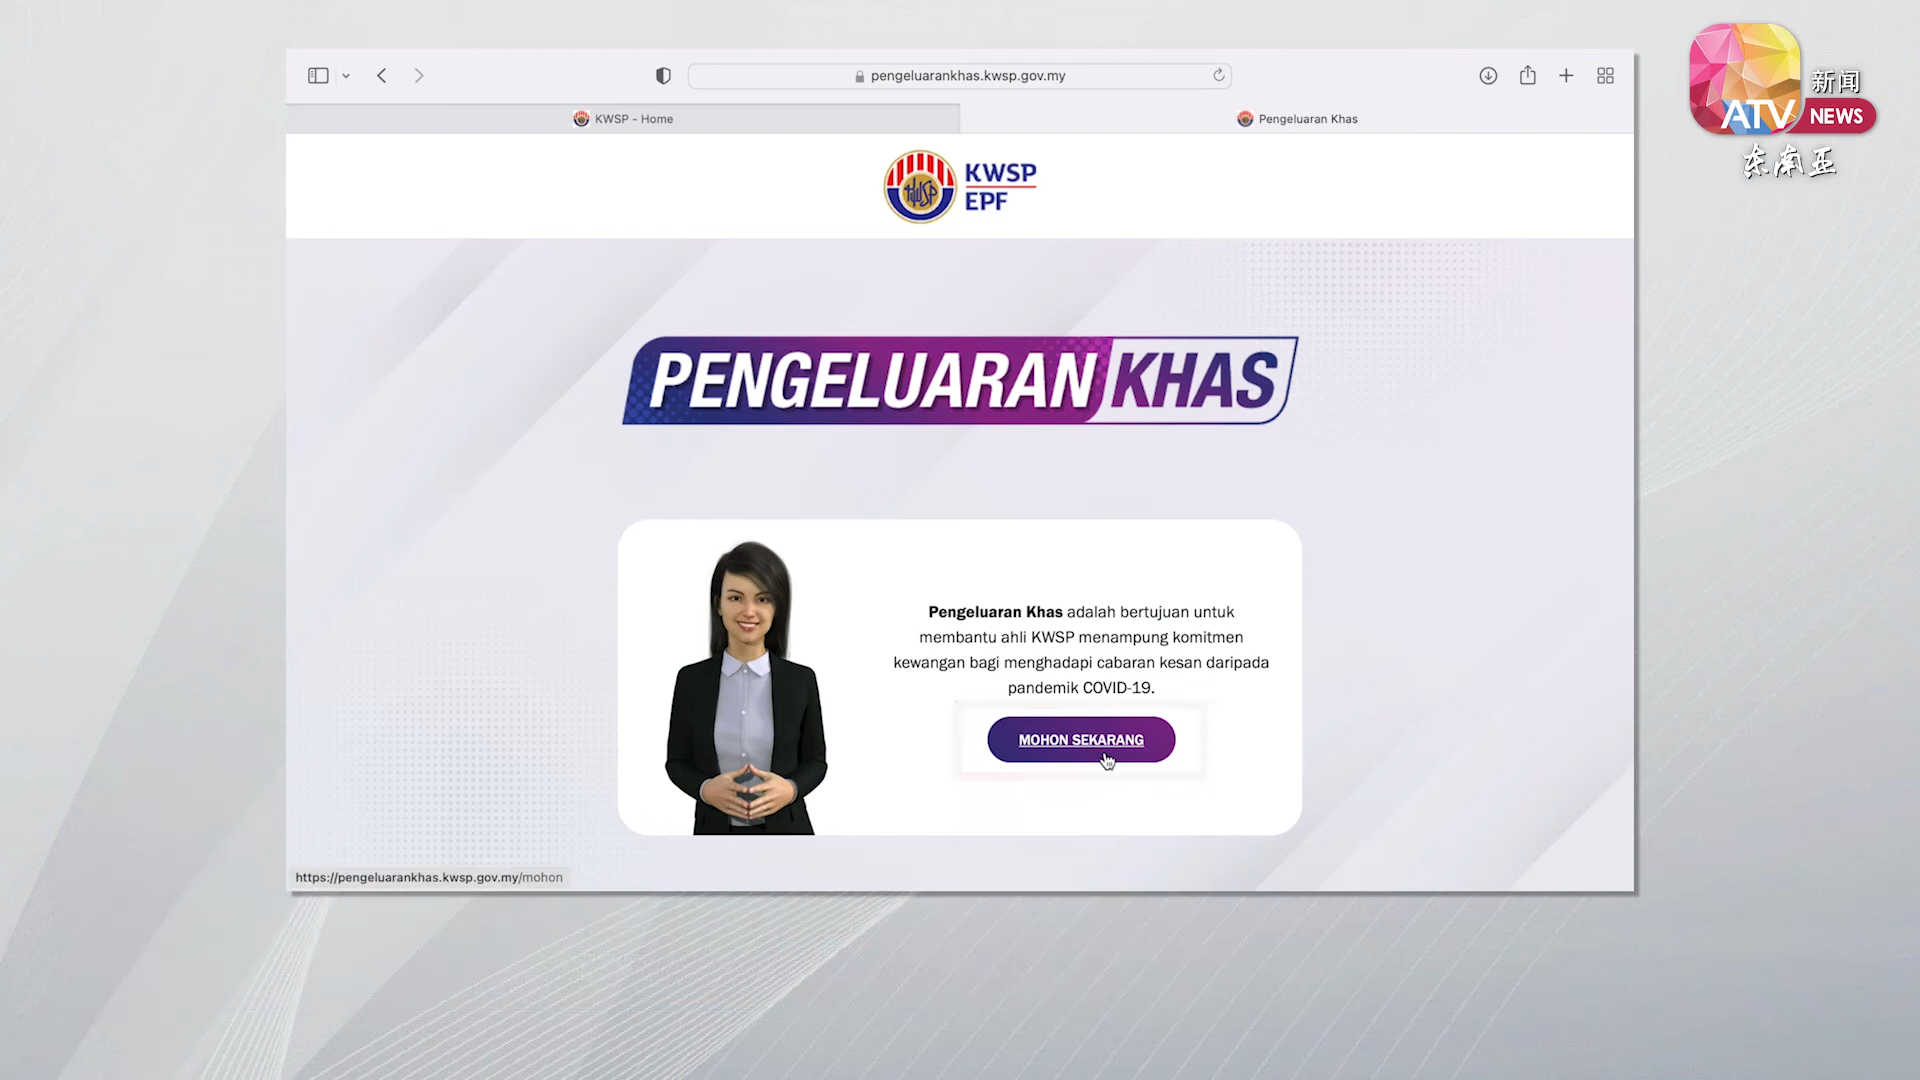 pengeluarankhas.kwsp.gov.my
KWSP - Home
Pengeluaran Khas
KWSP
EPF
PENGELUARAN KHAS
Pengeluaran Khas adalah bertujuan untuk
membantu ahli KWSP menampung komitmen
kewangan bagi menghadapi cabaran kesan daripada
pandemik COVID-19.
MOHON SEKARANG
https://pengeluarankhas.kwsp.gov.my/mohon
新闻
ATV NEWS
东南亚